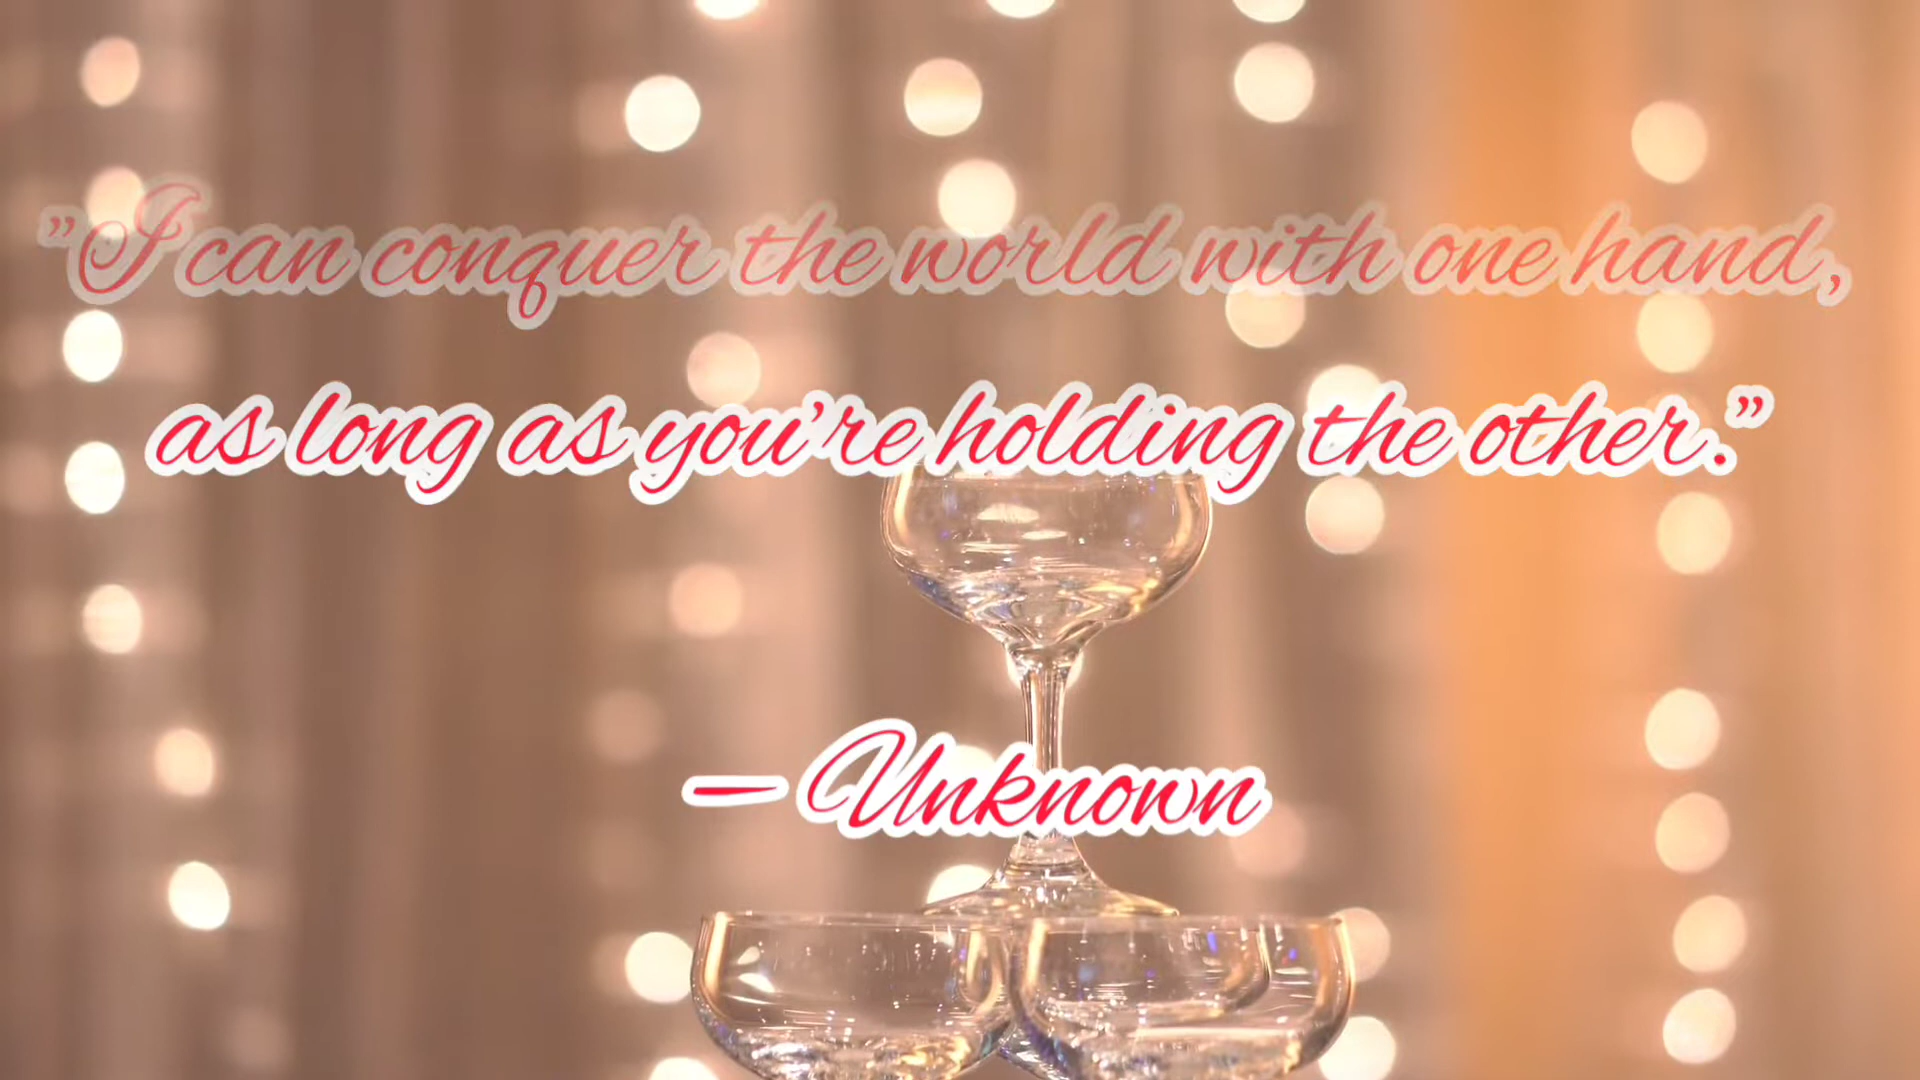 ”I can conquer the world with one hand,
as long as you’re holding the other.”
— Unknown